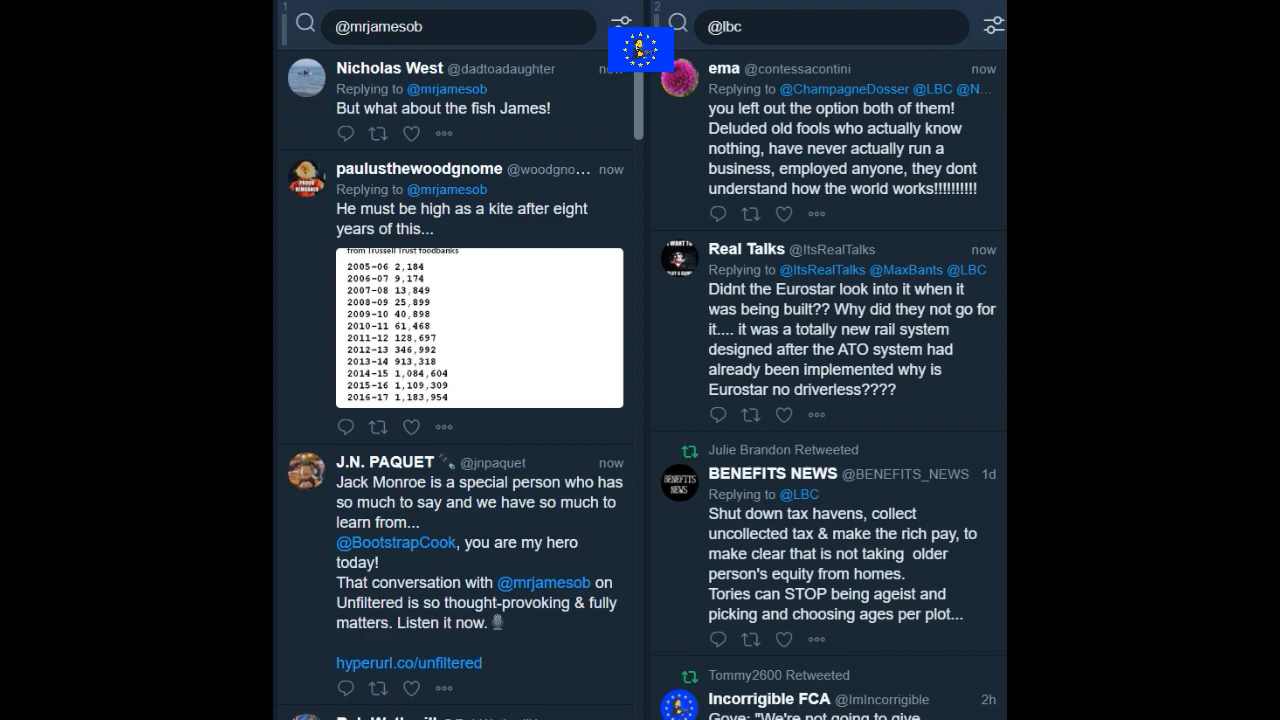 1
@mrjamesob
Nicholas West @dadtoadaughter
Replying to @mrjamesob
But what about the fish James!
paulusthewoodgnome @woodgno... now
Replying to @mrjamesob
He must be high as a kite after eight
years of this...
from Trussell Trust foodbanks
2005-06 2,184
2006-07 9,174
2007-08 13,849
2008-09 25,899
2009-10 40,898
2010-11 61,468
2011-12 128,697
2012-13 346,992
2013-14 913,318
2014-15 1,084,604
2015-16 1,109,309
2016-17 1,183,954
J.N. PAQUET @jnpaquet now
Jack Monroe is a special person who has
so much to say and we have so much to
learn from...
@BootstrapCook, you are my hero
today!
That conversation with @mrjamesob on
Unfiltered is so thought-provoking & fully
matters. Listen it now.
hyperurl.co/unfiltered
2
@lbc
ema @contessacontini now
Replying to @ChampagneDosser @LBC @N...
you left out the option both of them!
Deluded old fools who actually know
nothing, have never actually run a
business, employed anyone, they dont
understand how the world works!!!!!!!!!!
Real Talks @ItsRealTalks now
Replying to @ItsRealTalks @MaxBants @LBC
Didnt the Eurostar look into it when it
was being built?? Why did they not go for
it.... it was a totally new rail system
designed after the ATO system had
already been implemented why is
Eurostar no driverless????
Julie Brandon Retweeted
BENEFITS NEWS @BENEFITS_NEWS 1d
Replying to @LBC
Shut down tax havens, collect
uncollected tax & make the rich pay, to
make clear that is not taking older
person's equity from homes.
Tories can STOP being ageist and
picking and choosing ages per plot...
Tommy2600 Retweeted
Incorrigible FCA @ImIncorrigible 2h
Gove: "We're not going to give